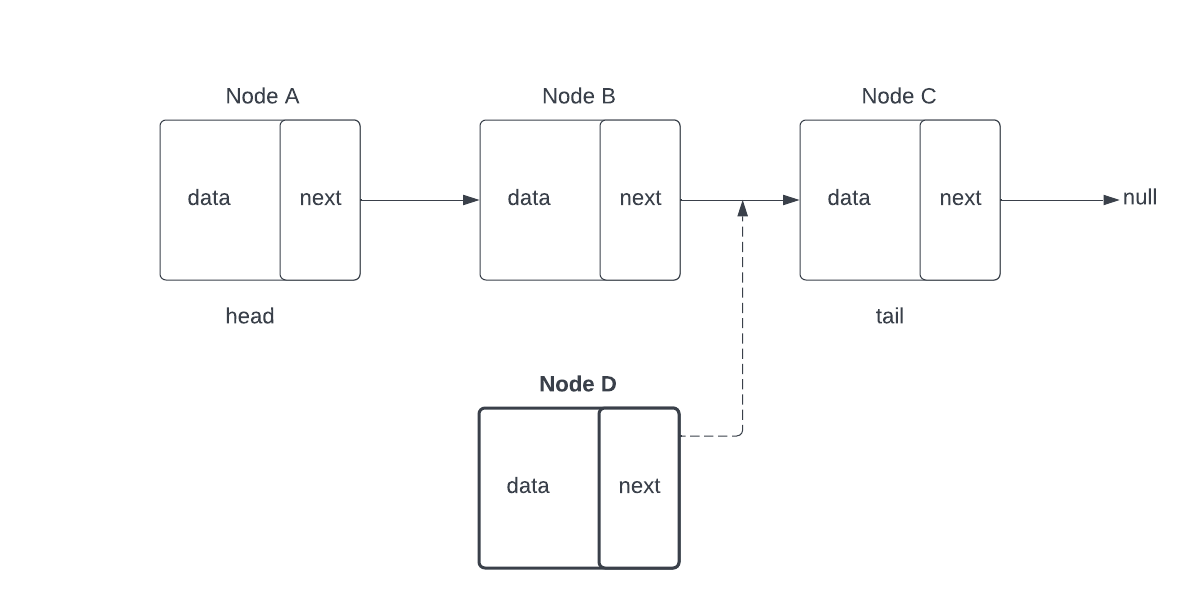 Node A
Node B
Node C
data
next
data
next
data
next
null
head
tail
Node D
data
next